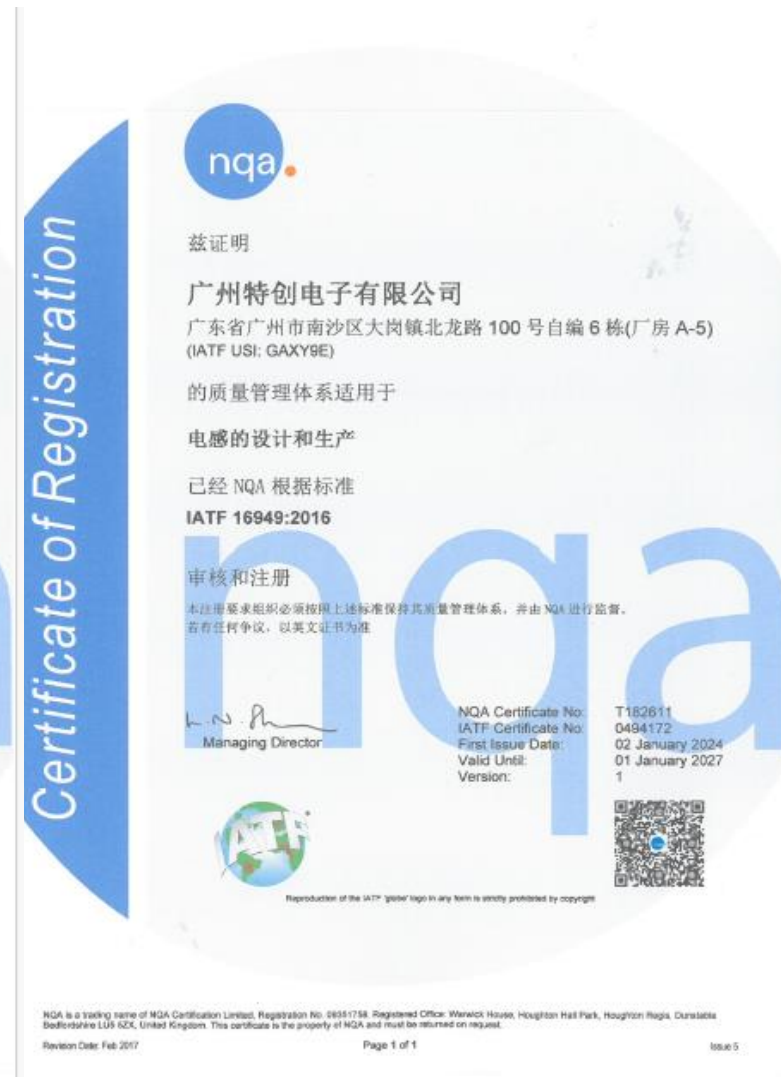 Certificate of Registration
nqa.
兹证明
广州特创电子有限公司
广东省广州市南沙区大岗镇北龙路 100 号自编 6 栋(厂房 A-5)
(IATF USI: GAXY9E)
的质量管理体系适用于
电感的设计和生产
已经 NQA 根据标准
IATF 16949:2016
审核和注册
本注册要求组织必须按照上述标准保持其质量管理体系，并由 NQA 进行监督。
若有任何争议，以英文证书为准
nqa
Managing Director
NQA Certificate No: T182611
IATF Certificate No: 0494172
First Issue Date: 02 January 2024
Valid Until: 01 January 2027
Version: 1
IATF
Reproduction of the IATF 'globe' logo in any form is strictly prohibited by copyright
NQA is a trading name of NQA Certification Limited, Registration No. 09351758. Registered Office: Warwick House, Houghton Hall Park, Houghton Regis, Dunstable
Bedfordshire LU5 5ZX, United Kingdom. This certificate is the property of NQA and must be returned on request.
Revision Date: Feb 2017
Page 1 of 1
Issue 5